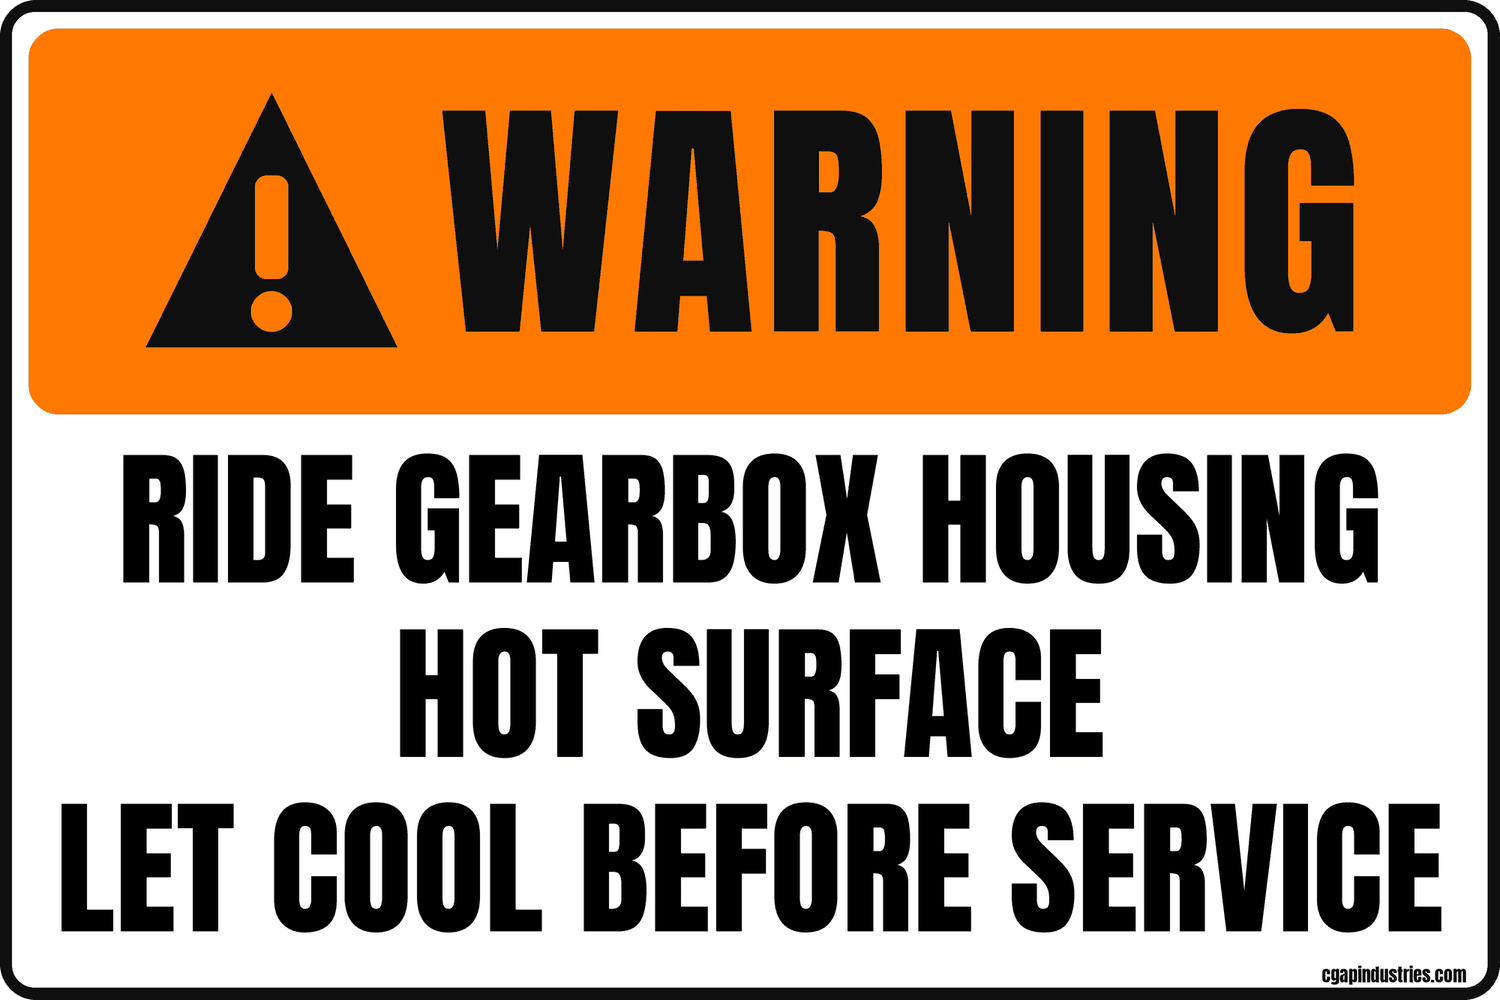 WARNING
RIDE GEARBOX HOUSING
HOT SURFACE
LET COOL BEFORE SERVICE
cgapindustries.com